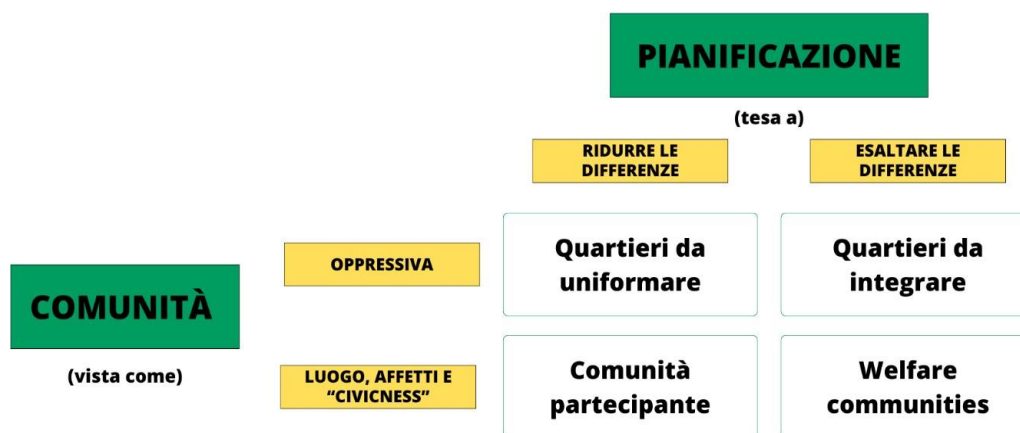 PIANIFICAZIONE
(tesa a)
RIDURRE LE
DIFFERENZE
ESALTARE LE
DIFFERENZE
OPPRESSIVA
Quartieri da
uniformare
Quartieri da
integrare
COMUNITÀ
(vista come)
LUOGO, AFFETTI E
“CIVICNESS”
Comunità
partecipante
Welfare
communities